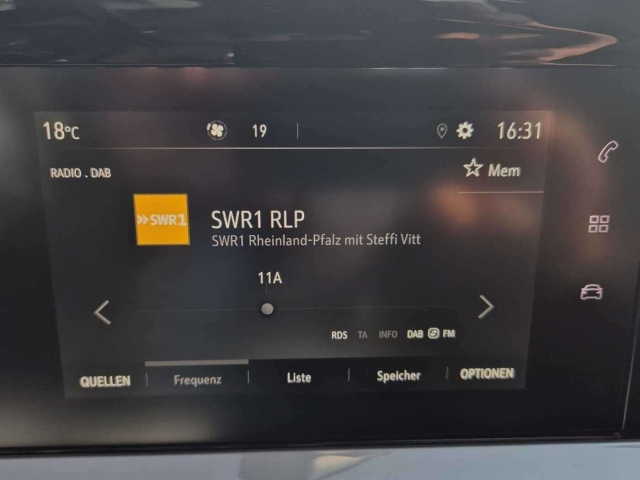 18°C 19 16:31
RADIO . DAB Mem
»SWR1 SWR1 RLP
SWR1 Rheinland-Pfalz mit Steffi Vitt
11A
RDS TA INFO DAB FM
QUELLEN Frequenz Liste Speicher OPTIONEN